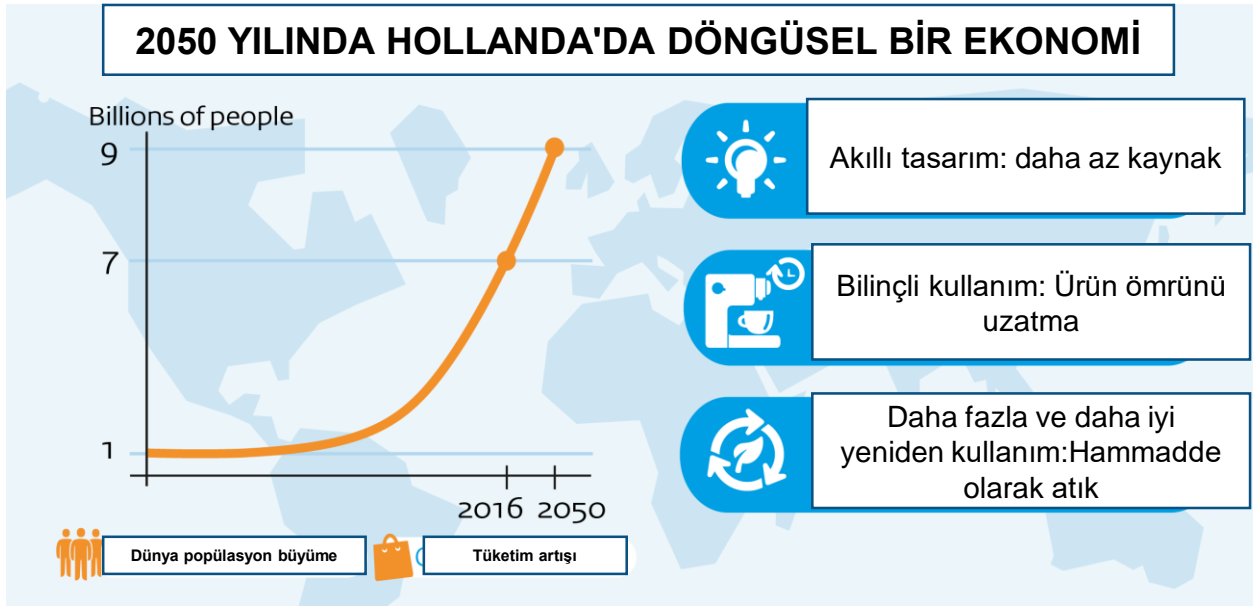 2050 YILINDA HOLLANDA'DA DÖNGÜSEL BİR EKONOMİ
Billions of people
9
7
1
2016 2050
Dünya popülasyon büyüme
Tüketim artışı
Akıllı tasarım: daha az kaynak
Bilinçli kullanım: Ürün ömrünü
uzatma
Daha fazla ve daha iyi
yeniden kullanım:Hammadde
olarak atık